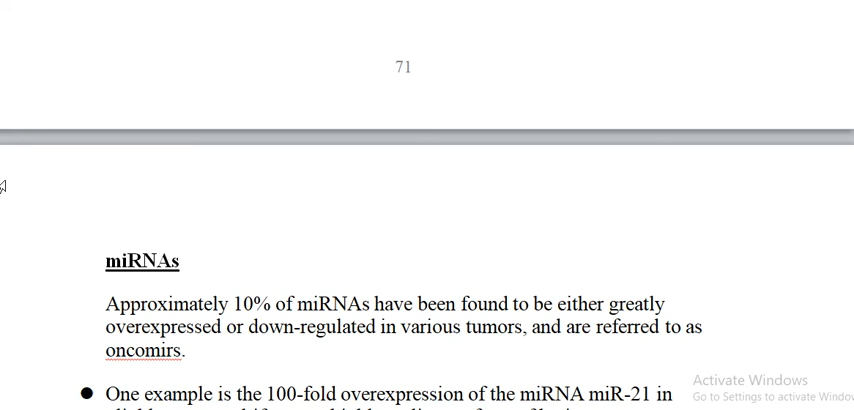 71
miRNAs
Approximately 10% of miRNAs have been found to be either greatly
overexpressed or down-regulated in various tumors, and are referred to as
oncomirs.
● One example is the 100-fold overexpression of the miRNA miR-21 in
Activate Windows
Go to Settings to activate Windo